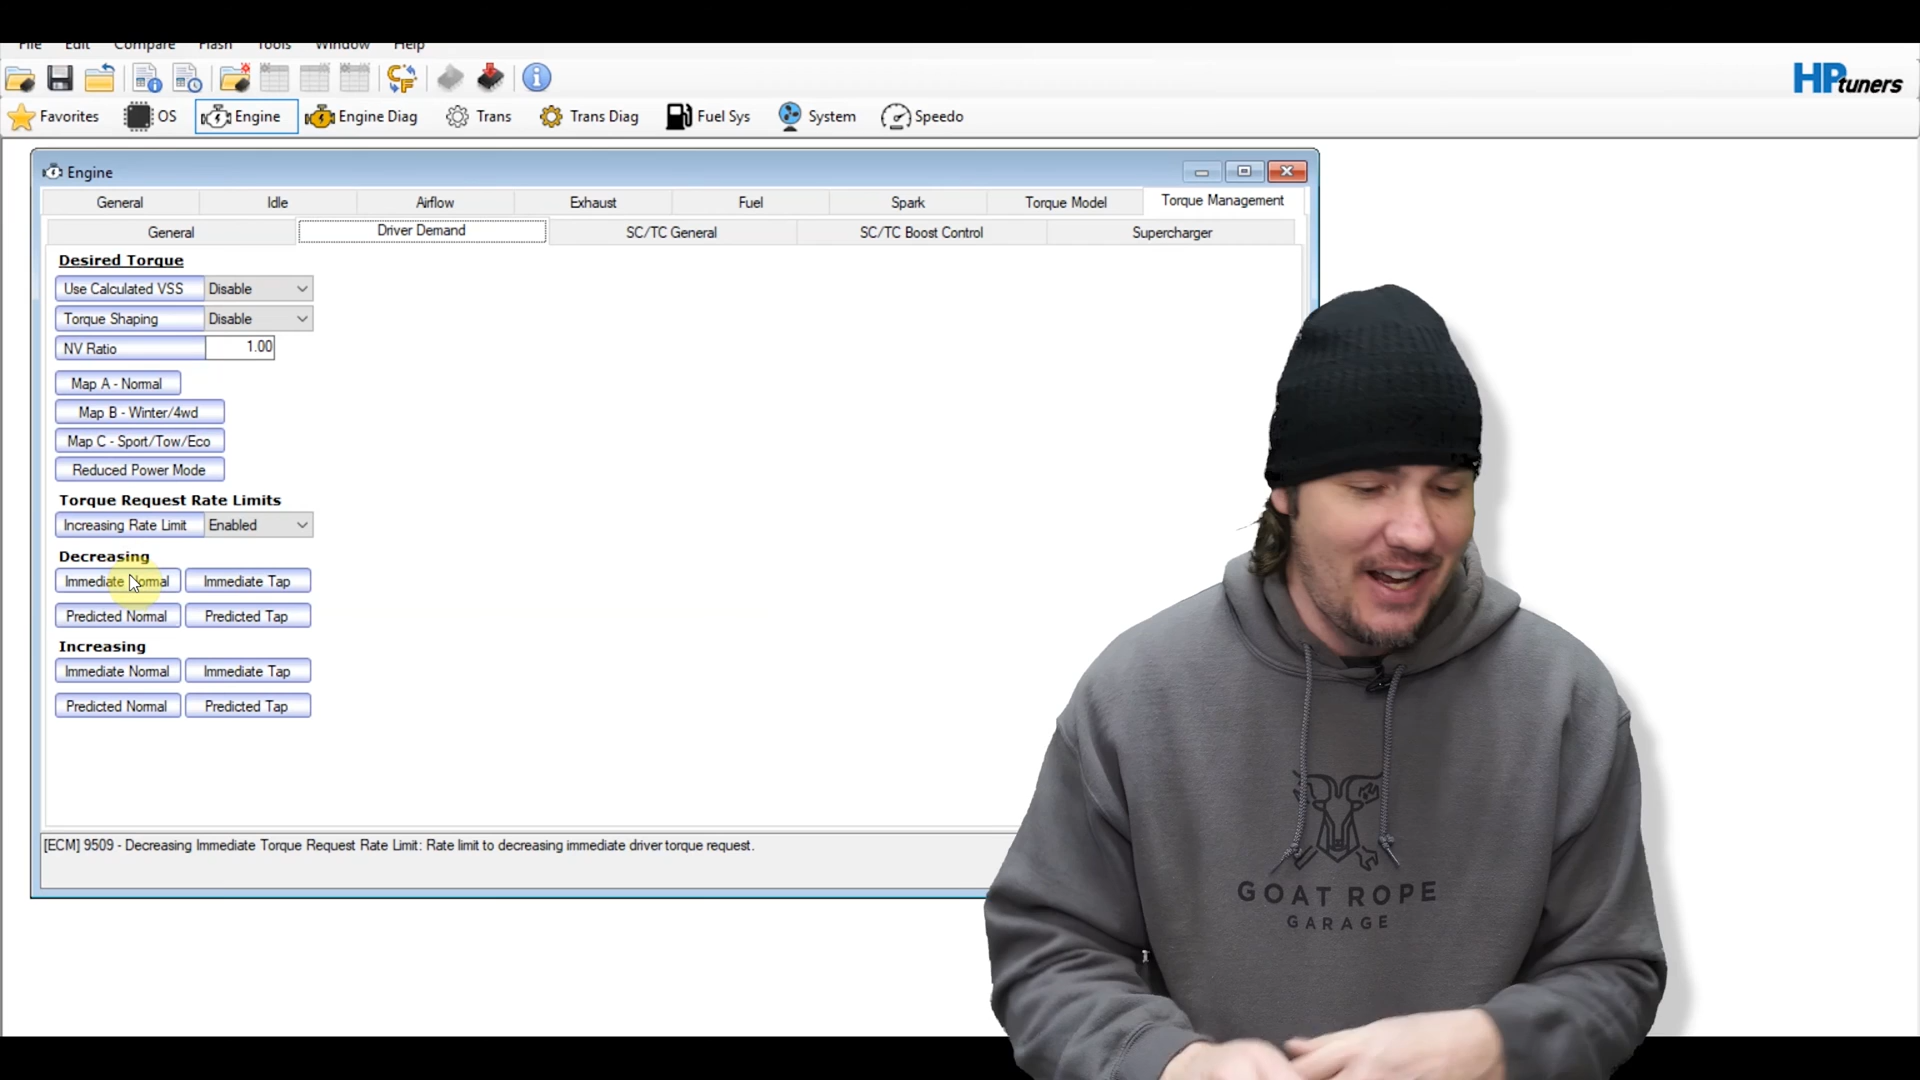 File Edit Compare Flash Tools Window Help
HPtuners
Favorites OS Engine Engine Diag Trans Trans Diag Fuel Sys System Speedo
Engine
General Idle Airflow Exhaust Fuel Spark Torque Model Torque Management
General Driver Demand SC/TC General SC/TC Boost Control Supercharger
Desired Torque
Use Calculated VSS Disable
Torque Shaping Disable
NV Ratio 1.00
Map A - Normal
Map B - Winter/4wd
Map C - Sport/Tow/Eco
Reduced Power Mode
Torque Request Rate Limits
Increasing Rate Limit Enabled
Decreasing
Immediate Normal Immediate Tap
Predicted Normal Predicted Tap
Increasing
Immediate Normal Immediate Tap
Predicted Normal Predicted Tap
[ECM] 9509 - Decreasing Immediate Torque Request Rate Limit: Rate limit to decreasing immediate driver torque request.
GOAT ROPE
GARAGE